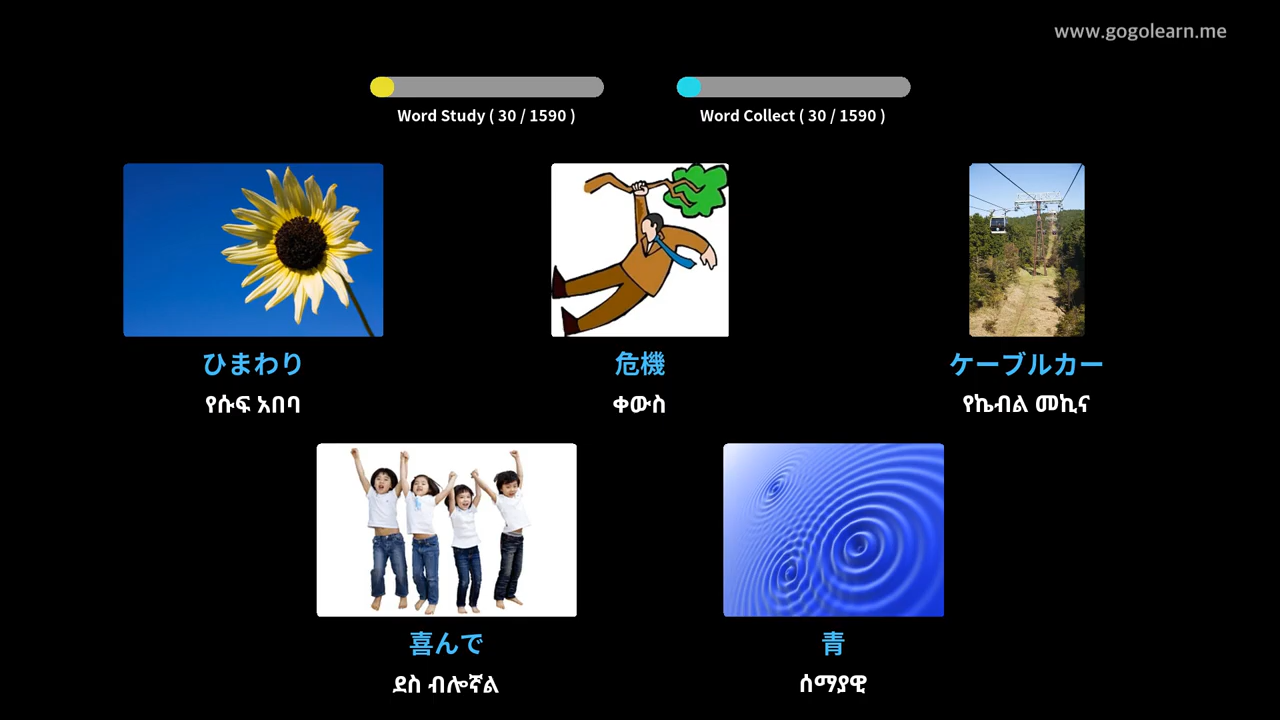 www.gogolearn.me
Word Study ( 30 / 1590 )
Word Collect ( 30 / 1590 )
ひまわり
የሱፍ አበባ
危機
ቀውስ
ケーブルカー
የኬብል መኪና
喜んで
ደስ ብሎኛል
青
ሰማያዊ